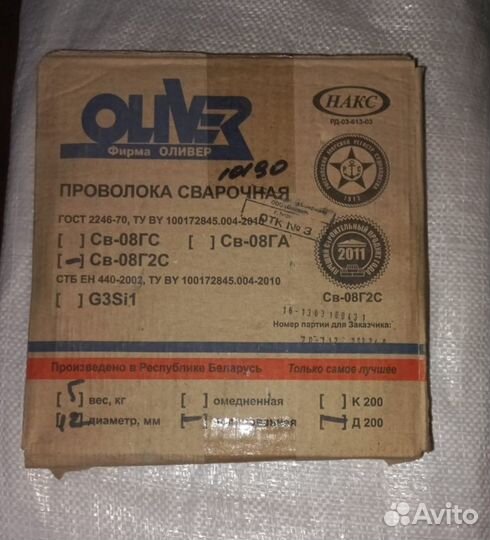 OLIVER
Фирма ОЛИВЕР
НАКС
РД-03-613-03
10190
1911
ПРОВОЛОКА СВАРОЧНАЯ
ГОСТ 2246-70, ТУ BY 100172845.004-2010
ОТК № 3
[ ] Св-08ГС [ ] Св-08ГА
[-] Св-08Г2С
2011
СТБ ЕН 440-2002, ТУ BY 100172845.004-2010
[ ] G3Si1
Св-08Г2С
Номер партии для Заказчика:
Произведено в Республике Беларусь
Только самое лучшее
5 вес, кг [ ] омедненная [ ] К 200
диаметр, мм [ ] Д 200
Avito